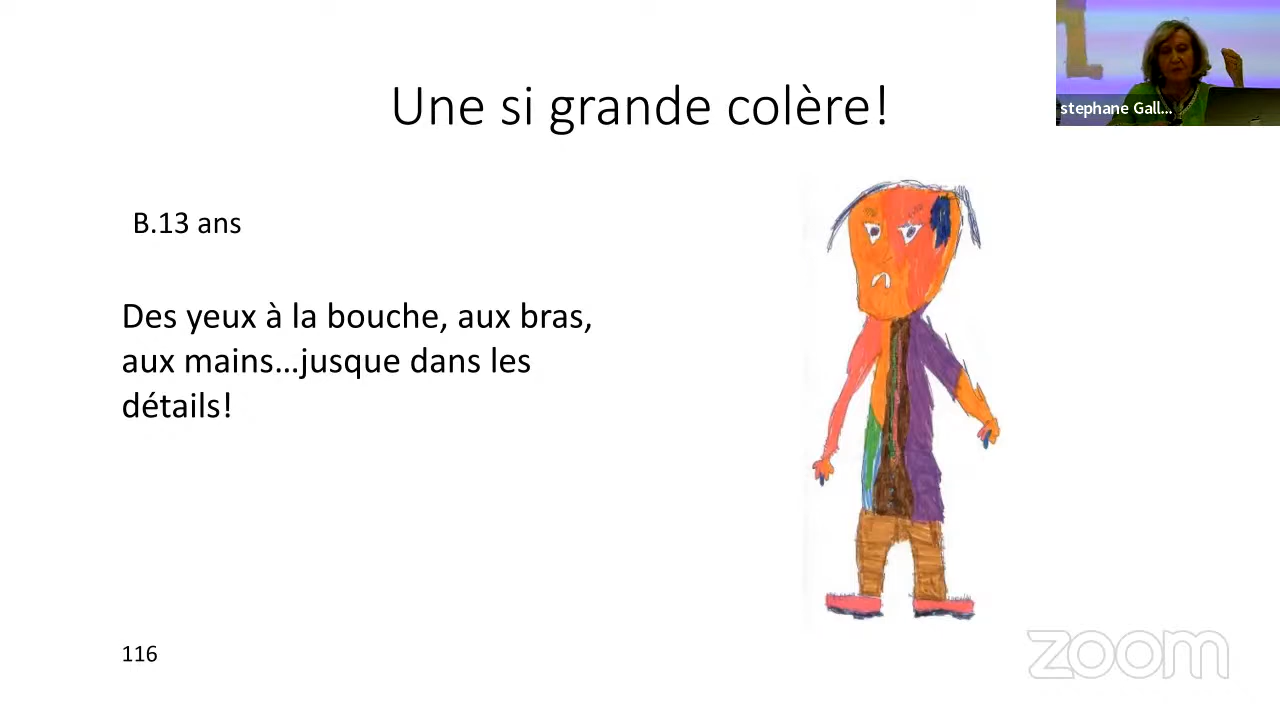 Une si grande colère!
stephane Gall...
B.13 ans
Des yeux à la bouche, aux bras,
aux mains...jusque dans les
détails!
116
zoom